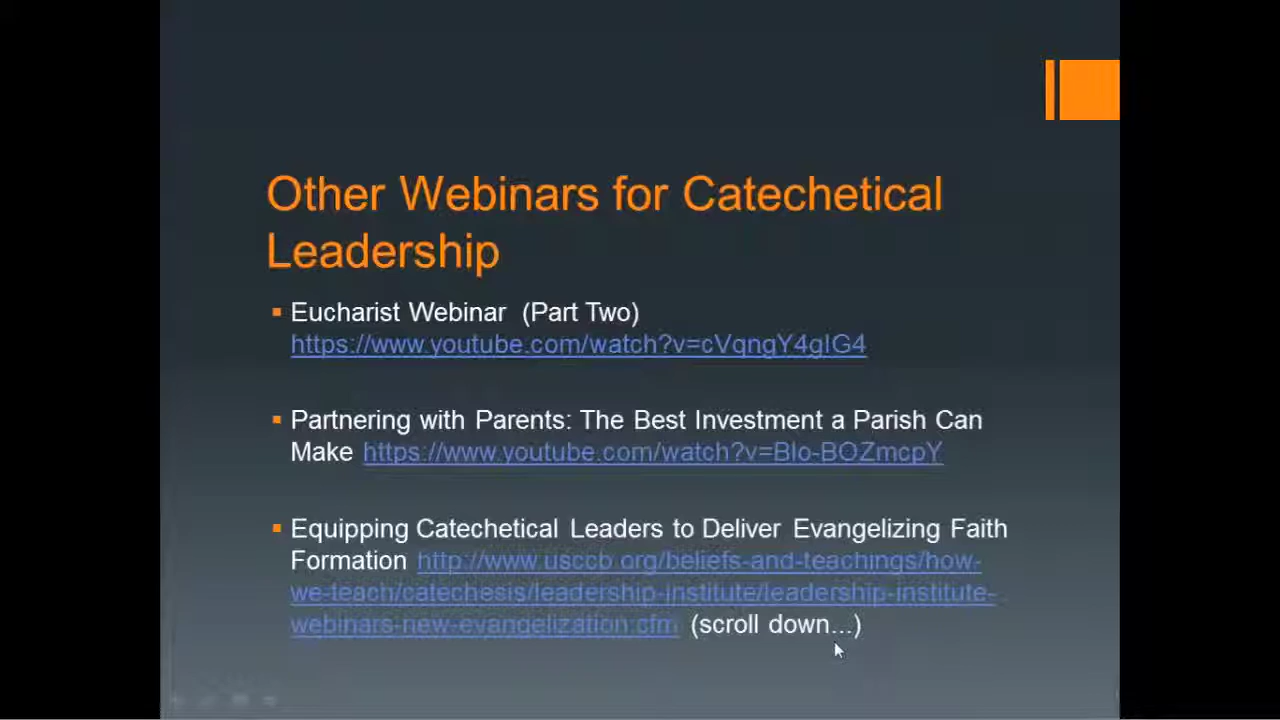 Other Webinars for Catechetical
Leadership
▪ Eucharist Webinar (Part Two)
https://www.youtube.com/watch?v=cVqngY4gIG4
▪ Partnering with Parents: The Best Investment a Parish Can
Make https://www.youtube.com/watch?v=BIo-BOZmcpY
▪ Equipping Catechetical Leaders to Deliver Evangelizing Faith
Formation http://www.usccb.org/beliefs-and-teachings/how-
we-teach/catechesis/leadership-institute/leadership-institute-
webinars-new-evangelization.cfm (scroll down...)